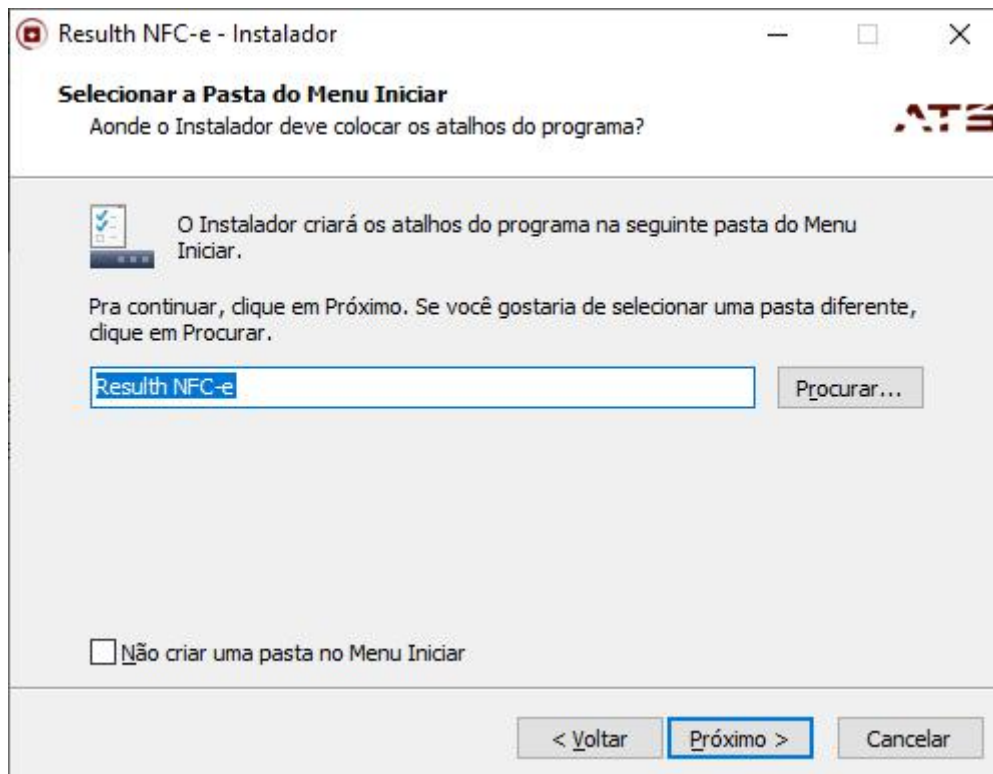 Resulth NFC-e - Instalador
Selecionar a Pasta do Menu Iniciar
Aonde o Instalador deve colocar os atalhos do programa?
ATS
O Instalador criará os atalhos do programa na seguinte pasta do Menu
Iniciar.
Pra continuar, clique em Próximo. Se você gostaria de selecionar uma pasta diferente,
clique em Procurar.
Resulth NFC-e
Procurar...
Não criar uma pasta no Menu Iniciar
< Voltar
Próximo >
Cancelar